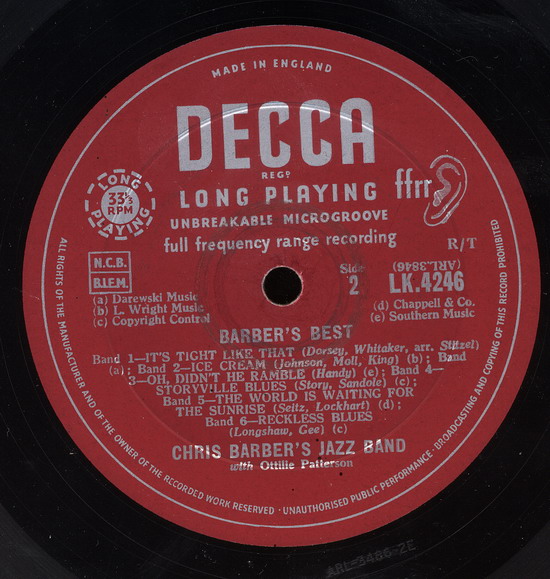 MADE IN ENGLAND
DECCA
REGD
LONG PLAYING
ffrr
UNBREAKABLE MICROGROOVE
full frequency range recording
LONG PLAYING
33⅓ RPM
R/T
N.C.B.
B.I.E.M.
Side
2
(ARL.3846)
LK.4246
(a) Darewski Music
(b) L. Wright Music
(c) Copyright Control
(d) Chappell & Co.
(e) Southern Music
BARBER'S BEST
Band 1—IT'S TIGHT LIKE THAT (Dorsey, Whitaker, arr. Stitzel)
(a); Band 2—ICE CREAM (Johnson, Moll, King) (b); Band
3—OH, DIDN'T HE RAMBLE (Handy) (e); Band 4—
STORYVILLE BLUES (Story, Sandole) (c);
Band 5—THE WORLD IS WAITING FOR
THE SUNRISE (Seitz, Lockhart) (d);
Band 6—RECKLESS BLUES
(Longshaw, Gee) (c)
CHRIS BARBER'S JAZZ BAND
with Ottilie Patterson
ALL RIGHTS OF THE MANUFACTURER AND OF THE OWNER OF THE RECORDED WORK RESERVED · UNAUTHORISED PUBLIC PERFORMANCE · BROADCASTING AND COPYING OF THIS RECORD PROHIBITED